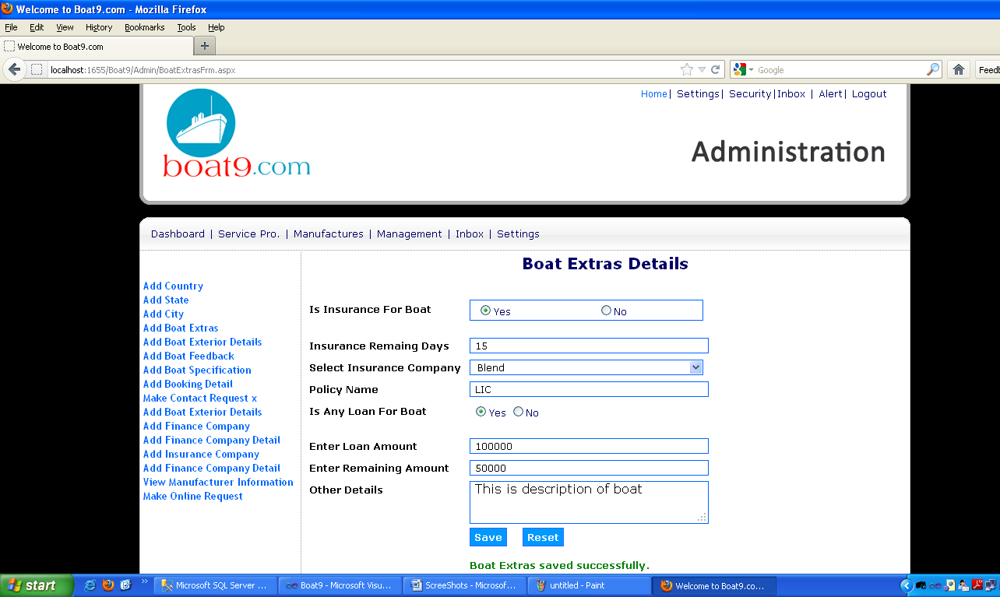 Welcome to Boat9.com - Mozilla Firefox
File Edit View History Bookmarks Tools Help
Welcome to Boat9.com
localhost:1655/Boat9/Admin/BoatExtrasFrm.aspx
Google
Feedb
Home| Settings| Security|Inbox | Alert| Logout
boat9.com
Administration
Dashboard | Service Pro. | Manufactures | Management | Inbox | Settings
Boat Extras Details
Add Country
Add State
Add City
Add Boat Extras
Add Boat Exterior Details
Add Boat Feedback
Add Boat Specification
Add Booking Detail
Make Contact Request x
Add Boat Exterior Details
Add Finance Company
Add Finance Company Detail
Add Insurance Company
Add Finance Company Detail
View Manufacturer Information
Make Online Request
Is Insurance For Boat Yes No
Insurance Remaing Days 15
Select Insurance Company Blend
Policy Name LIC
Is Any Loan For Boat Yes No
Enter Loan Amount 100000
Enter Remaining Amount 50000
Other Details This is description of boat
Save Reset
Boat Extras saved successfully.
start
Microsoft SQL Server ...
Boat9 - Microsoft Visu...
ScreeShots - Microsof...
untitled - Paint
Welcome to Boat9.co...